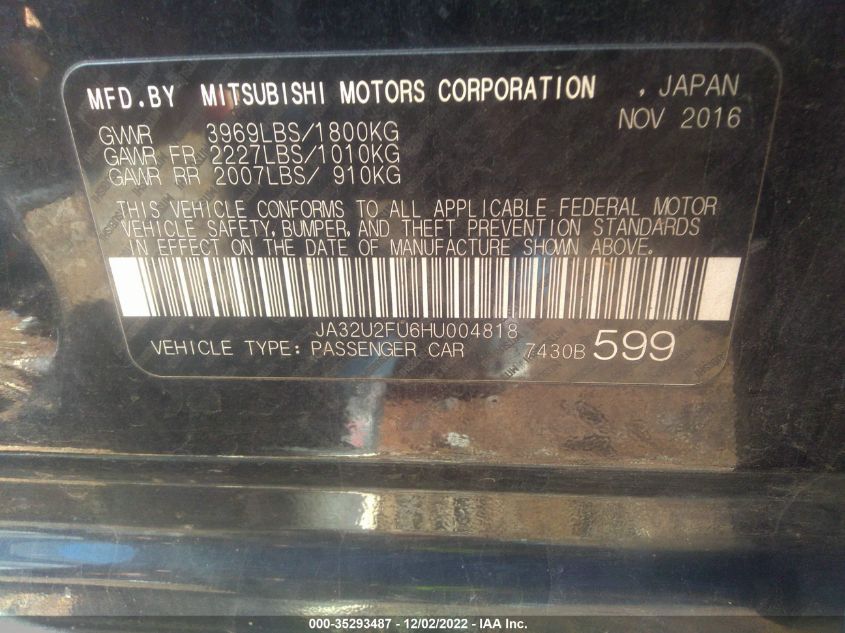 MFD.BY MITSUBISHI MOTORS CORPORATION , JAPAN
NOV 2016
GVWR 3969LBS/1800KG
GAWR FR 2227LBS/1010KG
GAWR RR 2007LBS/ 910KG
THIS VEHICLE CONFORMS TO ALL APPLICABLE FEDERAL MOTOR
VEHICLE SAFETY, BUMPER, AND THEFT PREVENTION STANDARDS
IN EFFECT ON THE DATE OF MANUFACTURE SHOWN ABOVE.
JA32U2FU6HU004818
VEHICLE TYPE: PASSENGER CAR 7430B 599
000-35293487 - 12/02/2022 - IAA Inc.